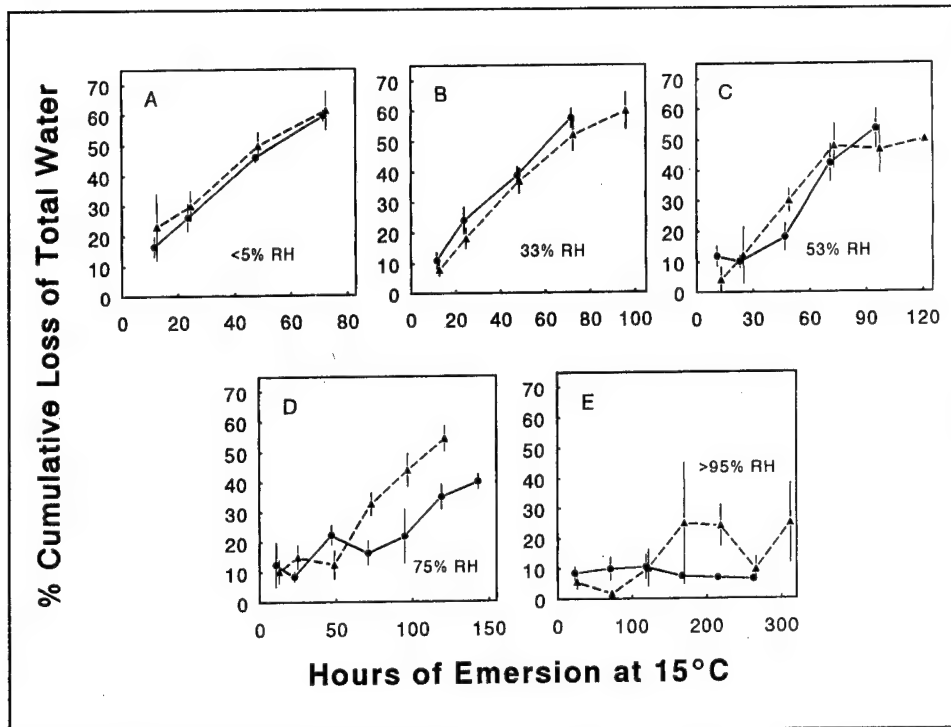 % Cumulative Loss of Total Water
A
70
60
50
40
30
20
10
0
<5% RH
0 20 40 60 80
B
70
60
50
40
30
20
10
0
33% RH
0 20 40 60 80 100
C
70
60
50
40
30
20
10
0
53% RH
0 30 60 90 120
D
70
60
50
40
30
20
10
0
75% RH
0 50 100 150
E
70
60
50
40
30
20
10
0
>95% RH
0 100 200 300
Hours of Emersion at 15°C